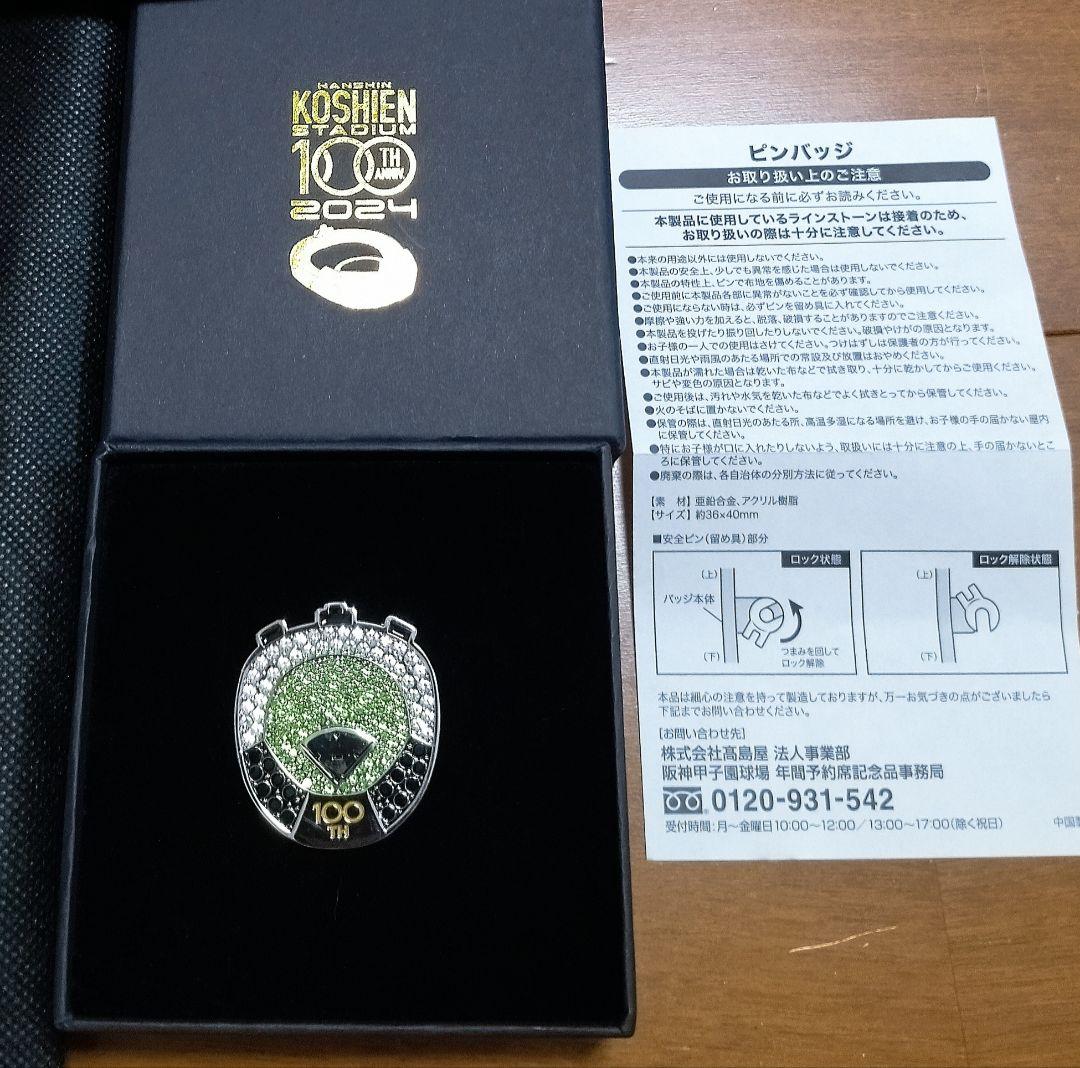 HANSHIN
KOSHIEN
STADIUM
100TH
ANNIV.
2024
100
TH
ピンバッジ
お取り扱い上のご注意
ご使用になる前に必ずお読みください。
本製品に使用しているラインストーンは接着のため、
お取り扱いの際は十分に注意してください。
●本来の用途以外には使用しないでください。
●本製品の安全上、少しでも異常を感じた場合は使用しないでください。
●本製品の特性上、ピンで布地を傷めることがあります。
●ご使用前に本製品各部に異常がないことを必ず確認してから使用してください。
●ご使用にならない時は、必ずピンを留め具に入れてください。
●摩擦や強い力を加えると、脱落、破損することがありますのでご注意ください。
●本製品を投げたり振り回したりしないでください。破損やけがの原因となります。
●お子様の一人での使用はさけてください。つけはずしは保護者の方が行ってください。
●直射日光や雨風のあたる場所での常設及び放置はおやめください。
●本製品が濡れた場合は乾いた布などで拭き取り、十分に乾かしてからご使用ください。
サビや変色の原因となります。
●ご使用後は、汚れや水気を乾いた布などでよく拭きとってから保管してください。
●火のそばに置かないでください。
●保管の際は、直射日光のあたる所、高温多湿になる場所を避け、お子様の手の届かない屋内
に保管してください。
●特にお子様が口に入れたりしないよう、取扱いには十分に注意の上、手の届かないとこ
ろに保管してください。
●廃棄の際は、各自治体の分別方法に従ってください。
【素　材】亜鉛合金、アクリル樹脂
【サイズ】約36×40mm
■安全ピン(留め具)部分
ロック状態
(上)
バッジ本体
(下)
つまみを回して
ロック解除
ロック解除状態
(上)
(下)
本品は細心の注意を持って製造しておりますが、万一お気づきの点がございましたら
下記までお問い合わせください。
[お問い合わせ先]
株式会社髙島屋 法人事業部
阪神甲子園球場 年間予約席記念品事務局
0120-931-542
受付時間:月〜金曜日10:00〜12:00/13:00〜17:00(除く祝日)
中国